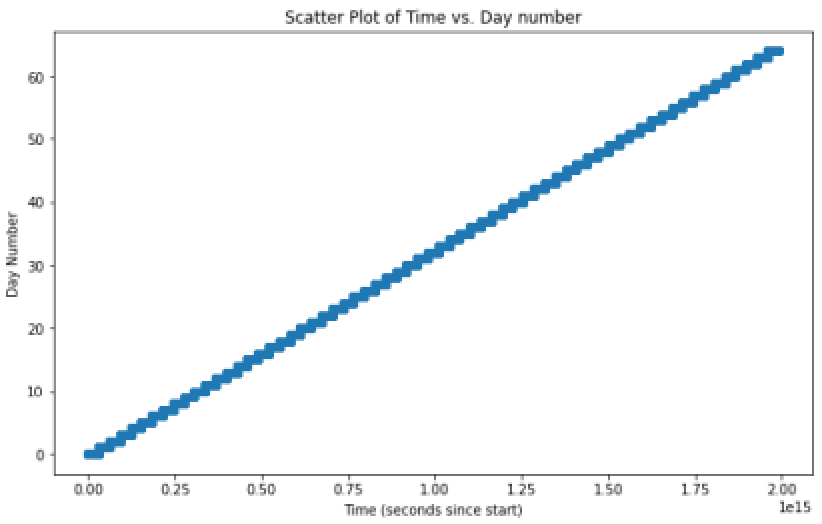 Scatter Plot of Time vs. Day number
60
50
40
30
20
10
0
Day Number
0.00 0.25 0.50 0.75 1.00 1.25 1.50 1.75 2.00
1e15
Time (seconds since start)